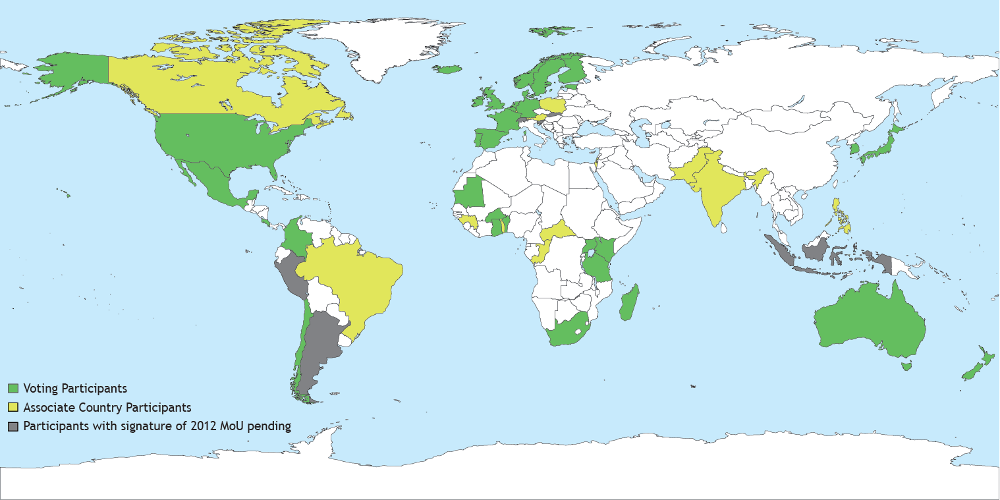 Voting Participants
Associate Country Participants
Participants with signature of 2012 MoU pending